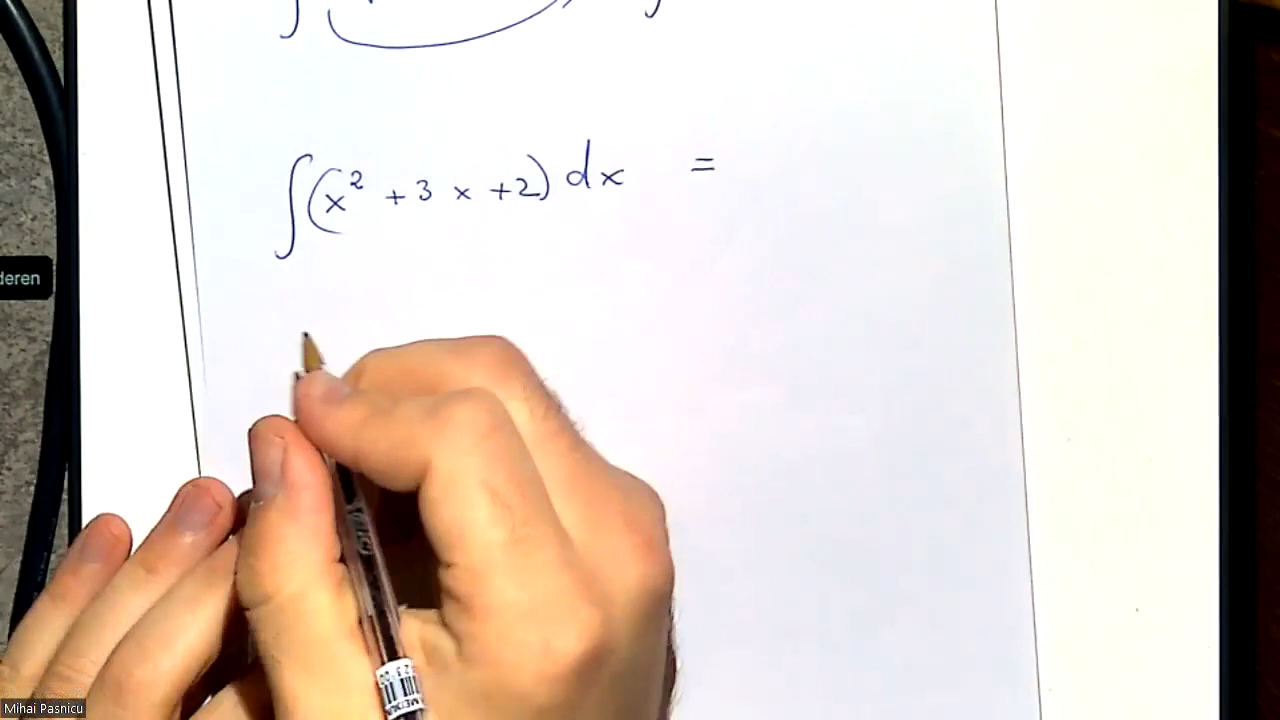 ∫(x² + 3x + 2) dx =
deren
Mihai Pasnicu